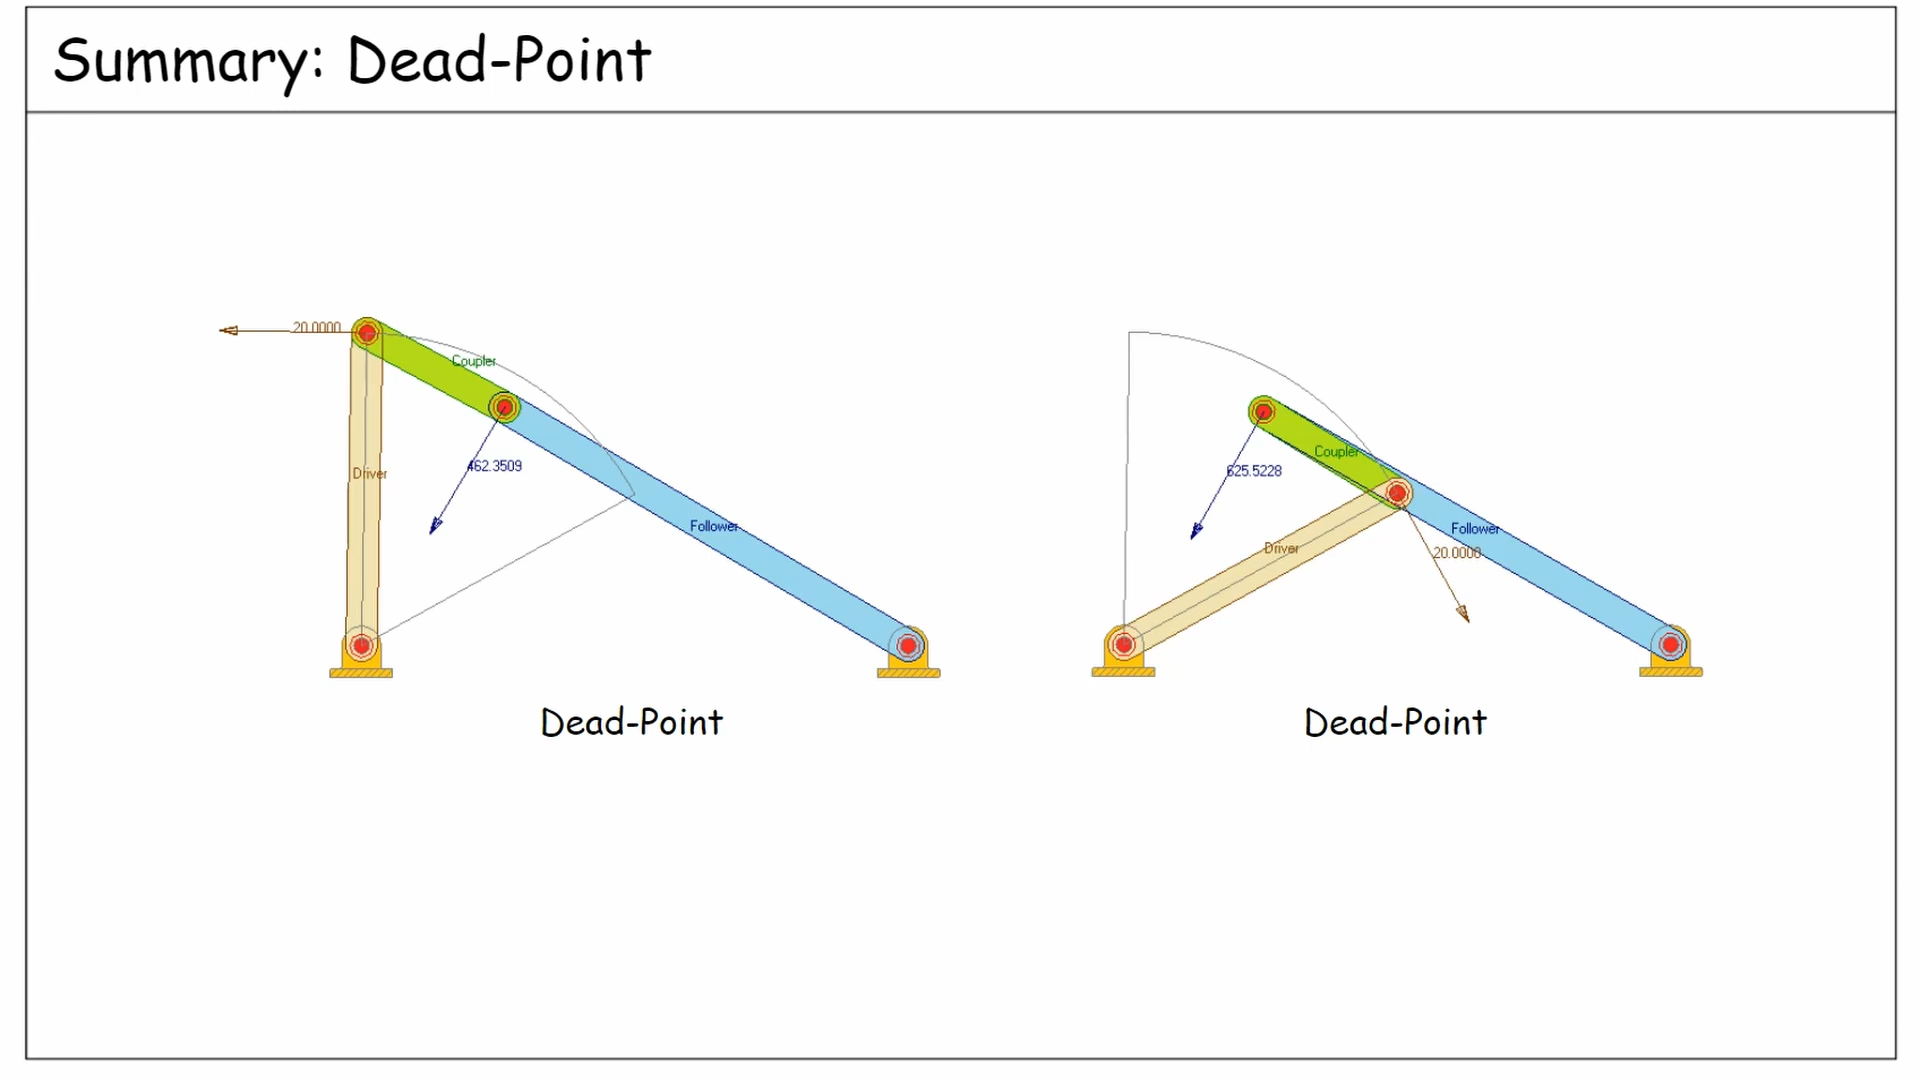 Summary: Dead-Point
20.0000
Coupler
Driver
462.3509
Follower
Dead-Point
Coupler
625.5228
Follower
Driver
20.0000
Dead-Point